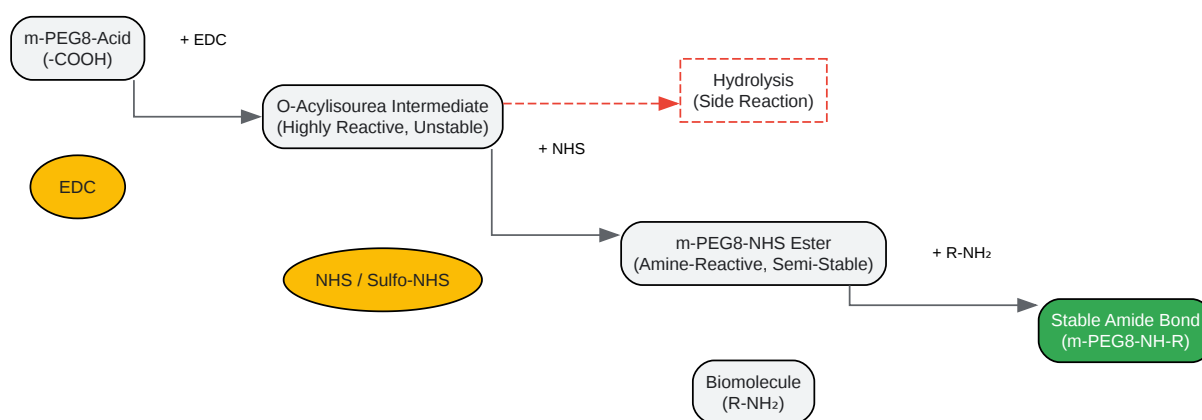 m-PEG8-Acid
(-COOH)
+ EDC
O-Acylisourea Intermediate
(Highly Reactive, Unstable)
Hydrolysis
(Side Reaction)
+ NHS
EDC
NHS / Sulfo-NHS
m-PEG8-NHS Ester
(Amine-Reactive, Semi-Stable)
+ R-NH₂
Stable Amide Bond
(m-PEG8-NH-R)
Biomolecule
(R-NH₂)